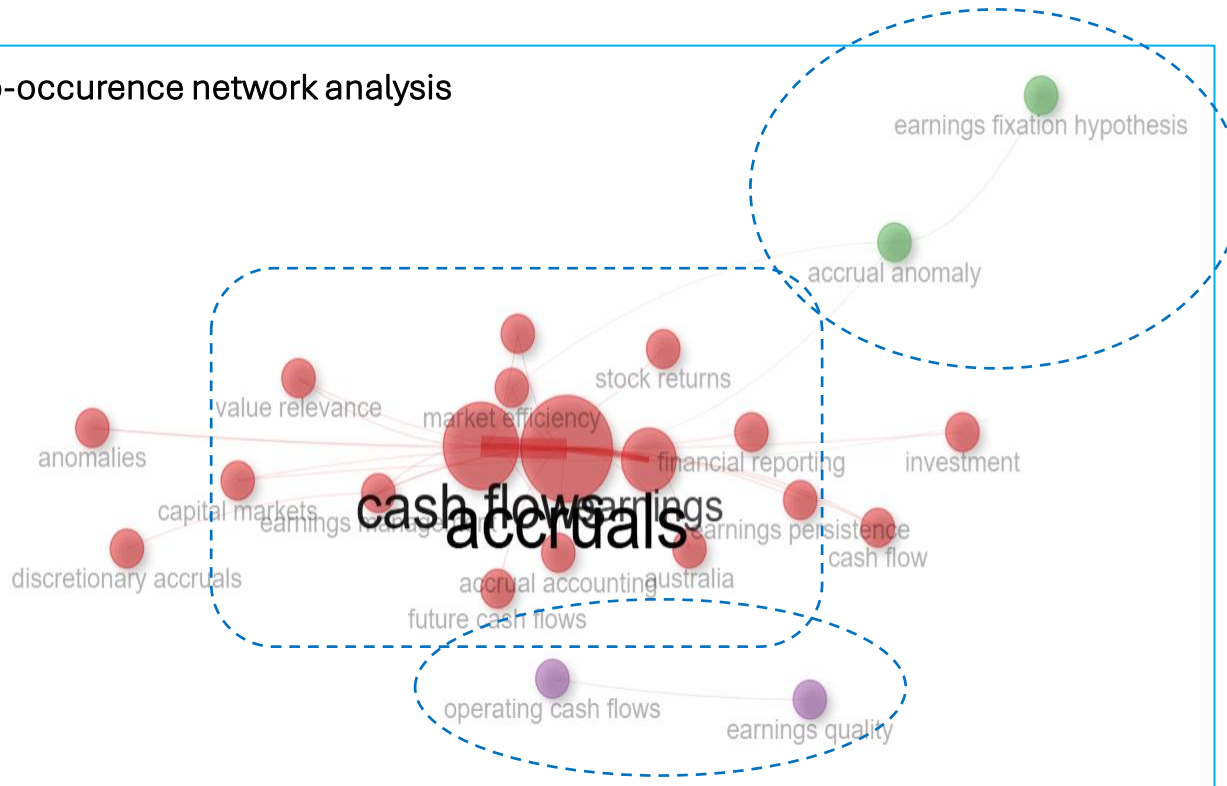 o-occurence network analysis
earnings fixation hypothesis
accrual anomaly
stock returns
value relevance
market efficiency
anomalies
financial reporting
investment
capital markets
earnings management
cash flows
earnings
accruals
earnings persistence
cash flow
discretionary accruals
accrual accounting
australia
future cash flows
operating cash flows
earnings quality